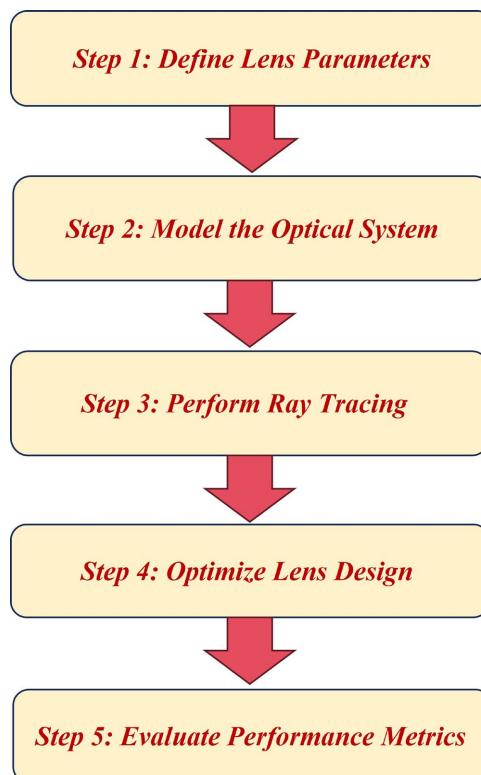 Step 1: Define Lens Parameters
Step 2: Model the Optical System
Step 3: Perform Ray Tracing
Step 4: Optimize Lens Design
Step 5: Evaluate Performance Metrics